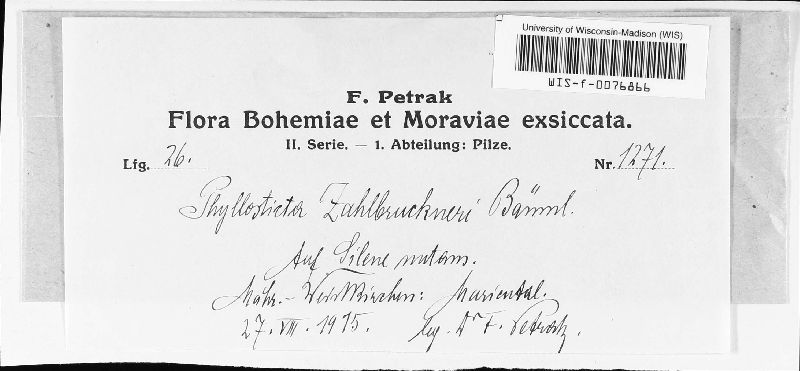 University of Wisconsin-Madison (WIS)
WIS-f-0076866
F. Petrak
Flora Bohemiae et Moraviae exsiccata.
II. Serie. — 1. Abteilung: Pilze.
Lfg. 26. Nr. 1271.
Phyllosticta Zahlbruckneri Bäuml.
Auf Silene nutans.
Mähr.-Weisskirchen: Mariental.
27. VIII. 1915. leg. Dr F. Petrak.